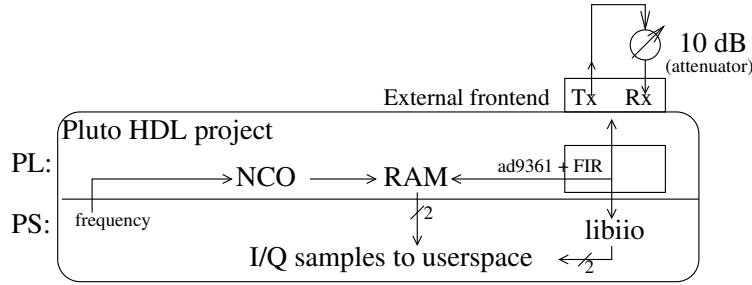 10 dB
(attenuator)
External frontend Tx Rx
Pluto HDL project
PL:
ad9361 + FIR
NCO RAM
PS:
frequency
2
libiio
I/Q samples to userspace
2